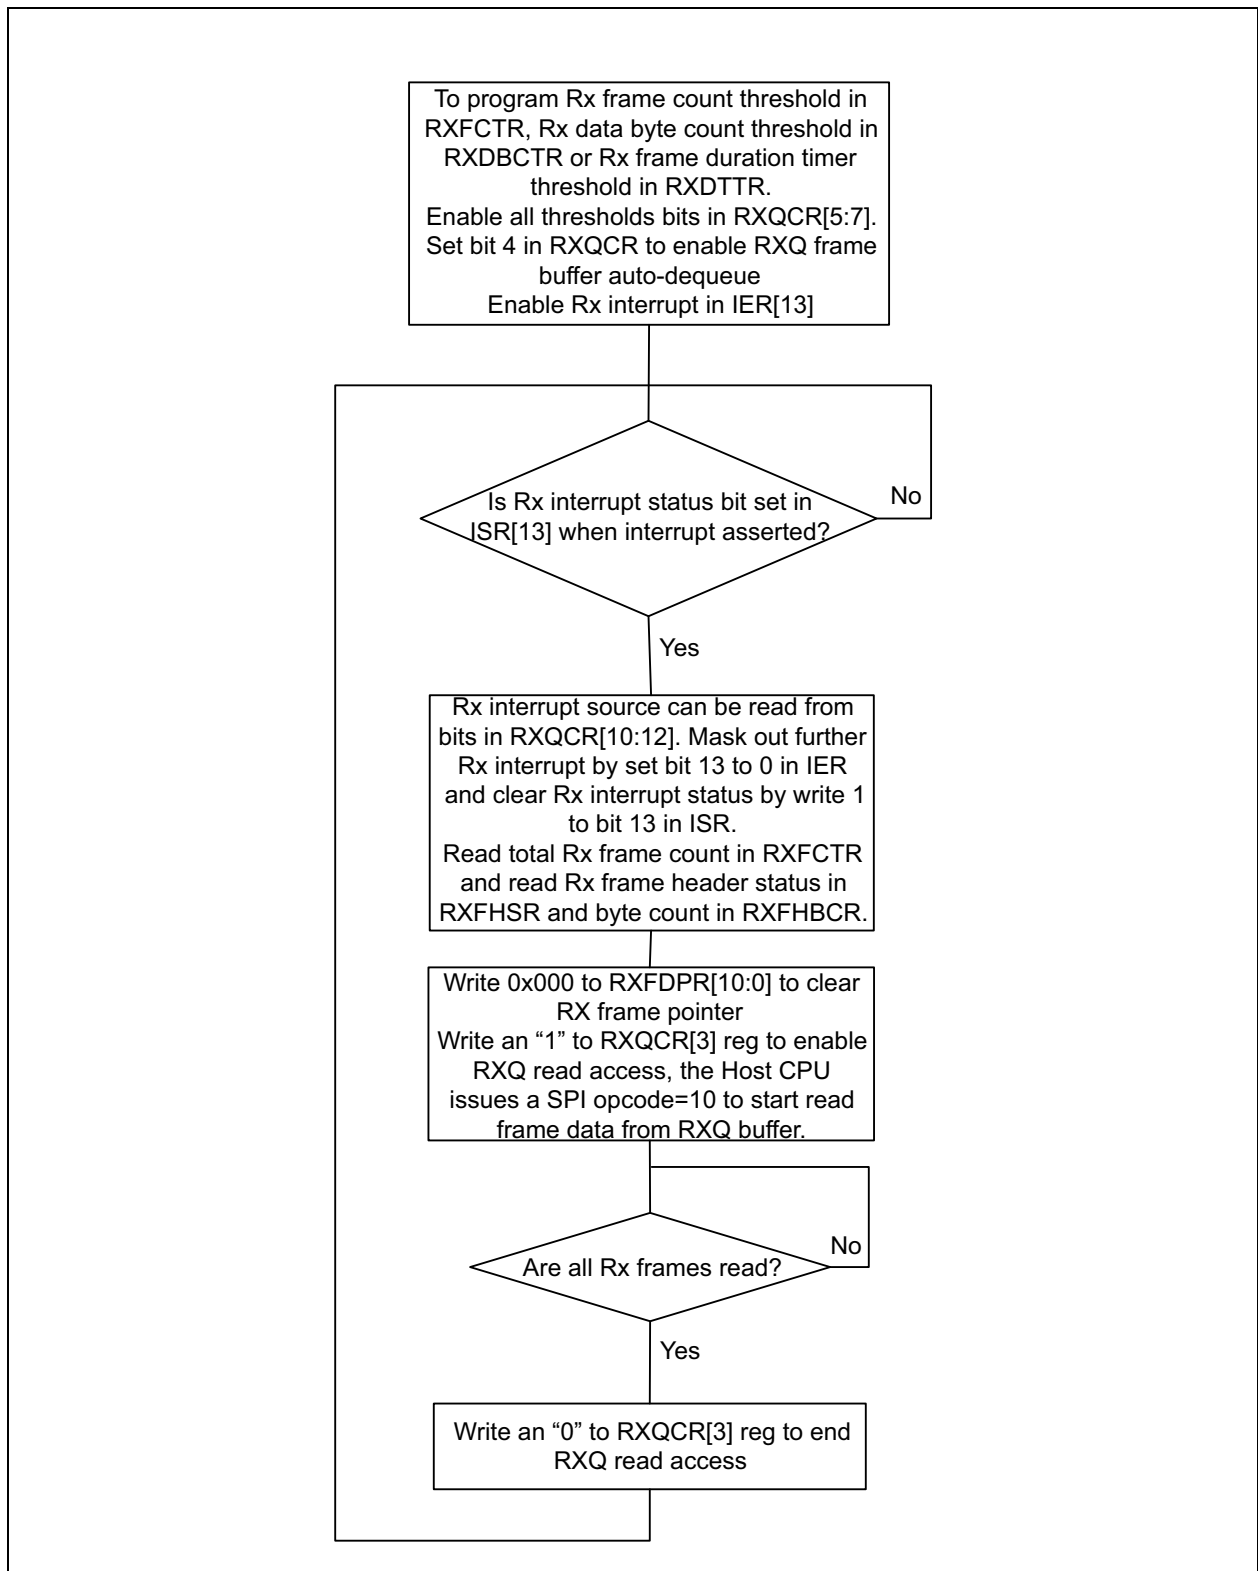 To program Rx frame count threshold in
RXFCTR, Rx data byte count threshold in
RXDBCTR or Rx frame duration timer
threshold in RXDTTR.
Enable all thresholds bits in RXQCR[5:7].
Set bit 4 in RXQCR to enable RXQ frame
buffer auto-dequeue
Enable Rx interrupt in IER[13]
Is Rx interrupt status bit set in
ISR[13] when interrupt asserted?
No
Yes
Rx interrupt source can be read from
bits in RXQCR[10:12]. Mask out further
Rx interrupt by set bit 13 to 0 in IER
and clear Rx interrupt status by write 1
to bit 13 in ISR.
Read total Rx frame count in RXFCTR
and read Rx frame header status in
RXFHSR and byte count in RXFHBCR.
Write 0x000 to RXFDPR[10:0] to clear
RX frame pointer
Write an “1” to RXQCR[3] reg to enable
RXQ read access, the Host CPU
issues a SPI opcode=10 to start read
frame data from RXQ buffer.
No
Are all Rx frames read?
Yes
Write an “0” to RXQCR[3] reg to end
RXQ read access